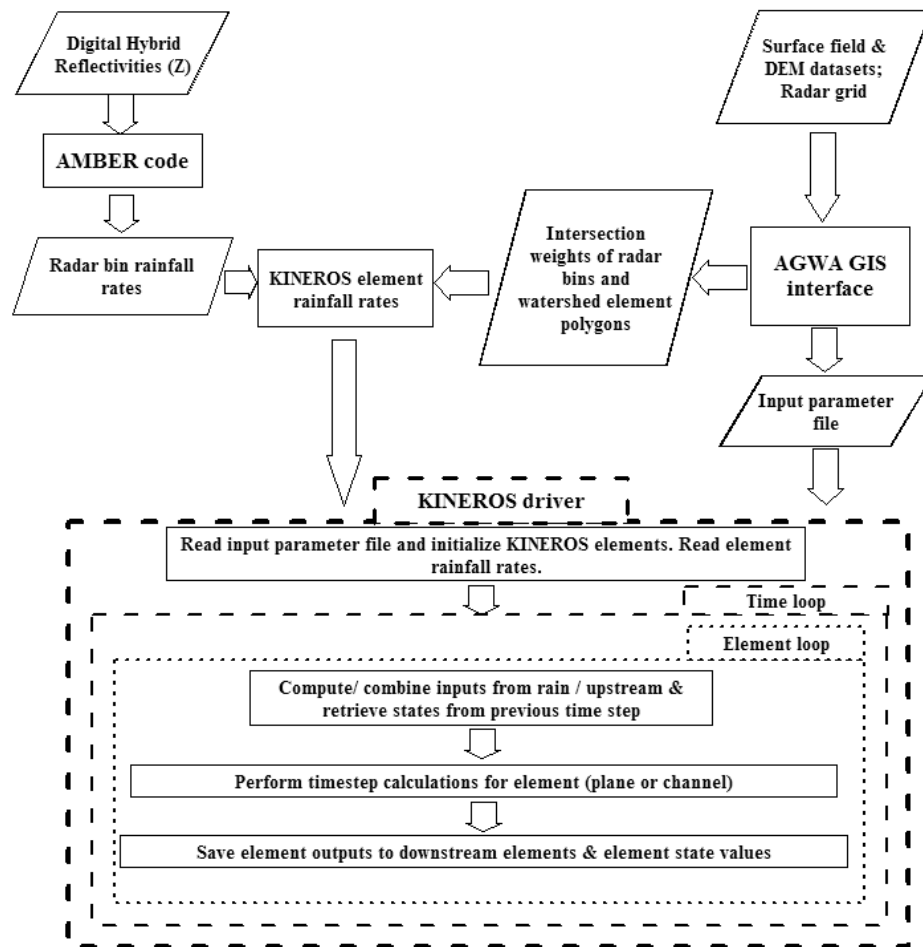 Digital Hybrid
Reflectivities (Z)
Surface field &
DEM datasets;
Radar grid
AMBER code
Radar bin rainfall
rates
KINEROS element
rainfall rates
Intersection
weights of radar
bins and
watershed element
polygons
AGWA GIS
interface
Input parameter
file
KINEROS driver
Read input parameter file and initialize KINEROS elements. Read element
rainfall rates.
Time loop
Element loop
Compute/ combine inputs from rain / upstream &
retrieve states from previous time step
Perform timestep calculations for element (plane or channel)
Save element outputs to downstream elements & element state values